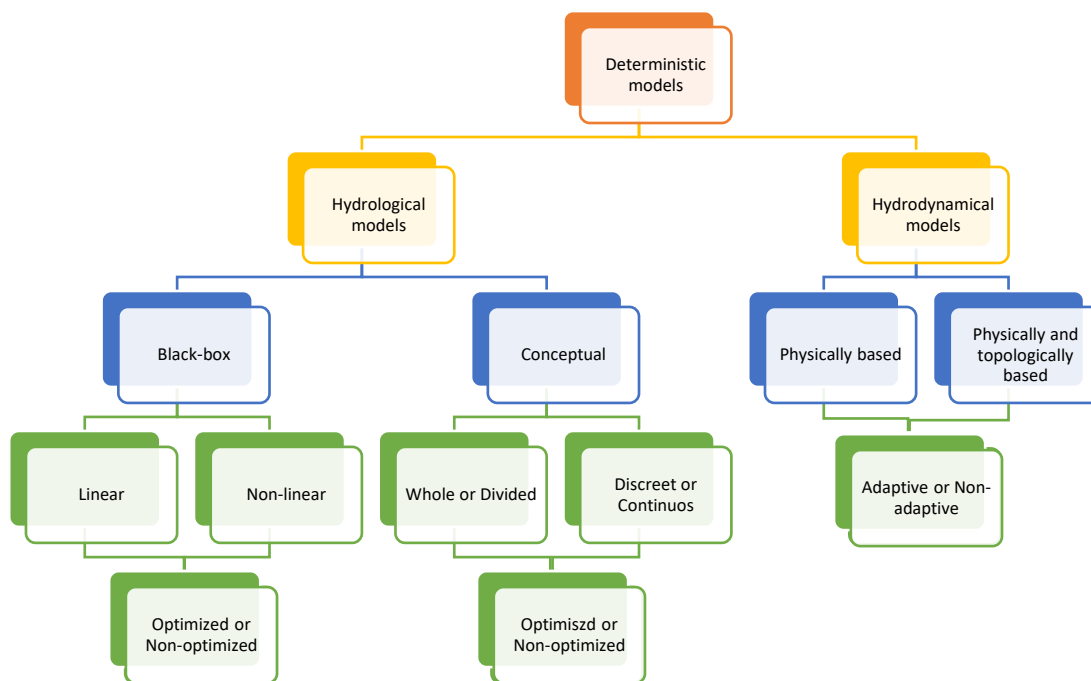 Deterministic
models
Hydrological
models
Hydrodynamical
models
Black-box
Conceptual
Physically based
Physically and
topologically
based
Linear
Non-linear
Whole or Divided
Discreet or
Continuos
Adaptive or Non-
adaptive
Optimized or
Non-optimized
Optimiszd or
Non-optimized